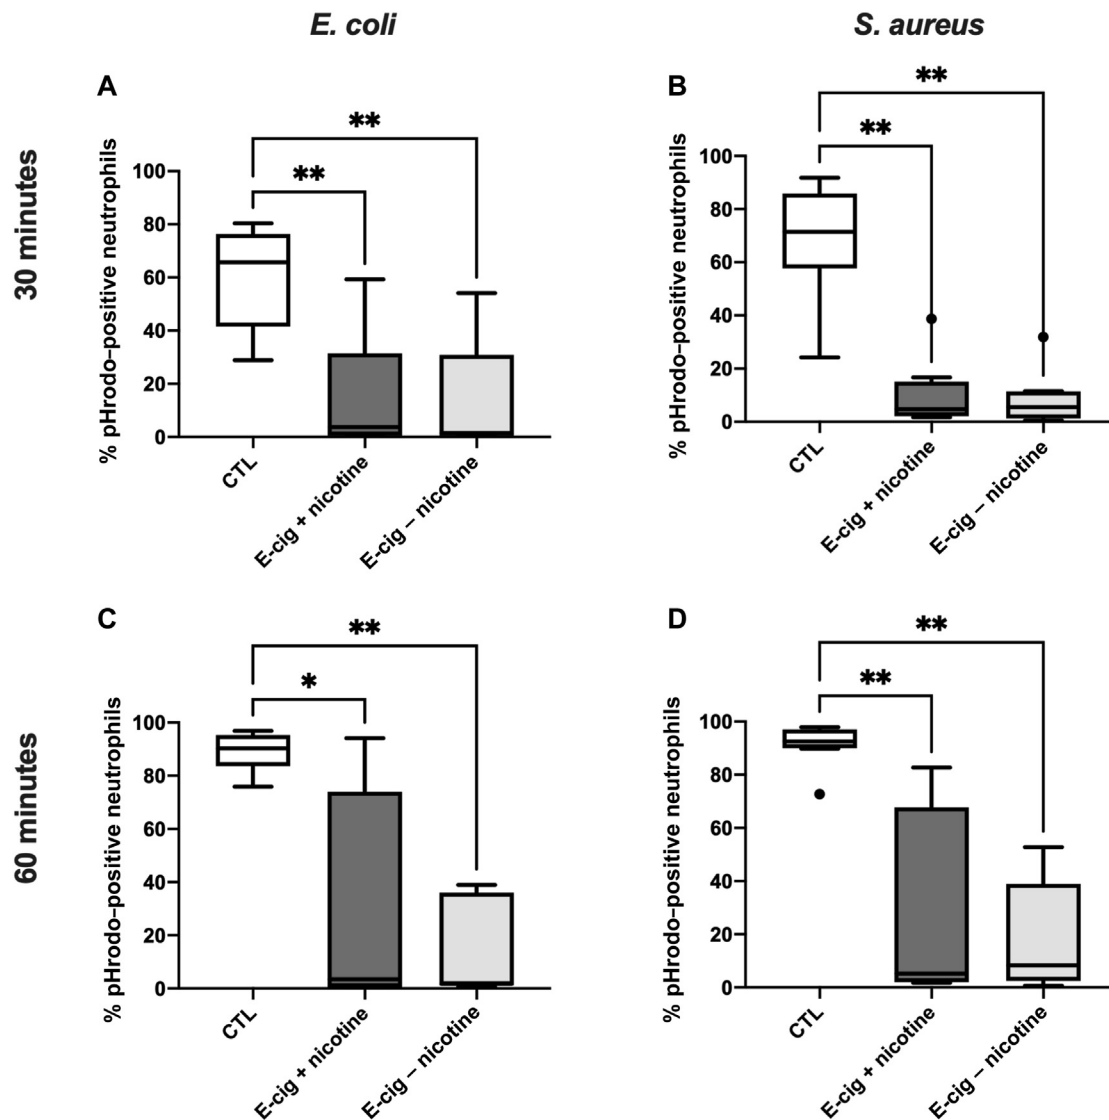 E. coli
S. aureus
30 minutes
A
% pHrodo–positive neutrophils
100
80
60
40
20
0
**
**
CTL
E-cig + nicotine
E-cig – nicotine
B
% pHrodo–positive neutrophils
100
80
60
40
20
0
**
**
CTL
E-cig + nicotine
E-cig – nicotine
60 minutes
C
% pHrodo–positive neutrophils
100
80
60
40
20
0
**
*
CTL
E-cig + nicotine
E-cig – nicotine
D
% pHrodo–positive neutrophils
100
80
60
40
20
0
**
**
CTL
E-cig + nicotine
E-cig – nicotine